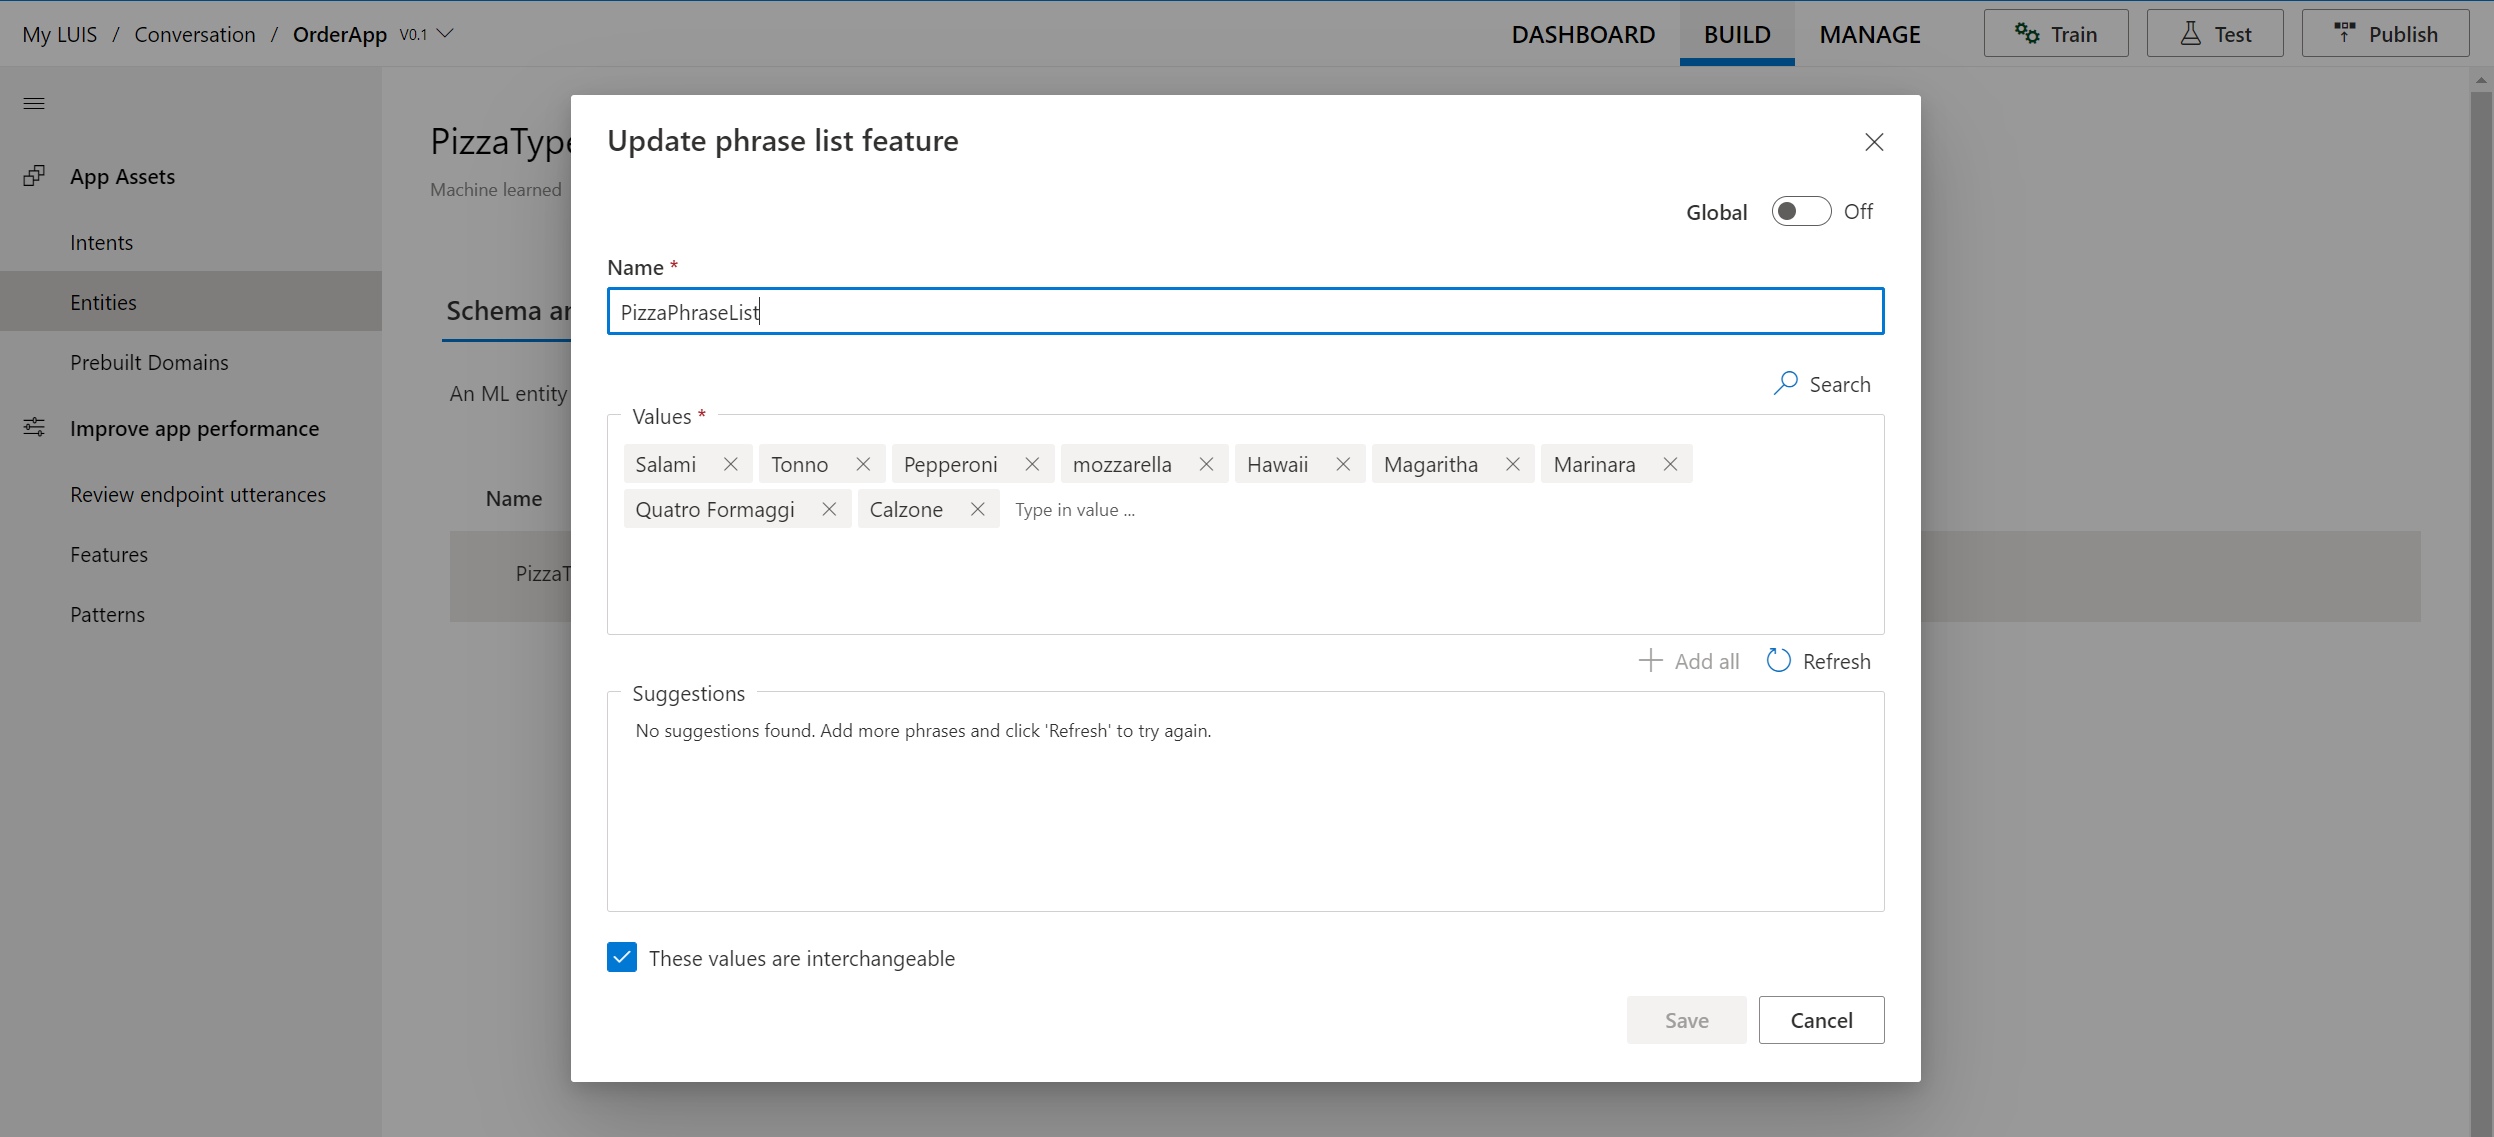 My LUIS / Conversation / OrderApp V0.1
DASHBOARD BUILD MANAGE Train Test Publish
App Assets
Intents
Entities
Prebuilt Domains
Improve app performance
Review endpoint utterances
Features
Patterns
PizzaType
Machine learned
Schema an
An ML entity
Name
PizzaT
Update phrase list feature
Global Off
Name *
PizzaPhraseList
Search
Values *
Salami Tonno Pepperoni mozzarella Hawaii Magaritha Marinara
Quatro Formaggi Calzone Type in value ...
Add all Refresh
Suggestions
No suggestions found. Add more phrases and click 'Refresh' to try again.
These values are interchangeable
Save Cancel